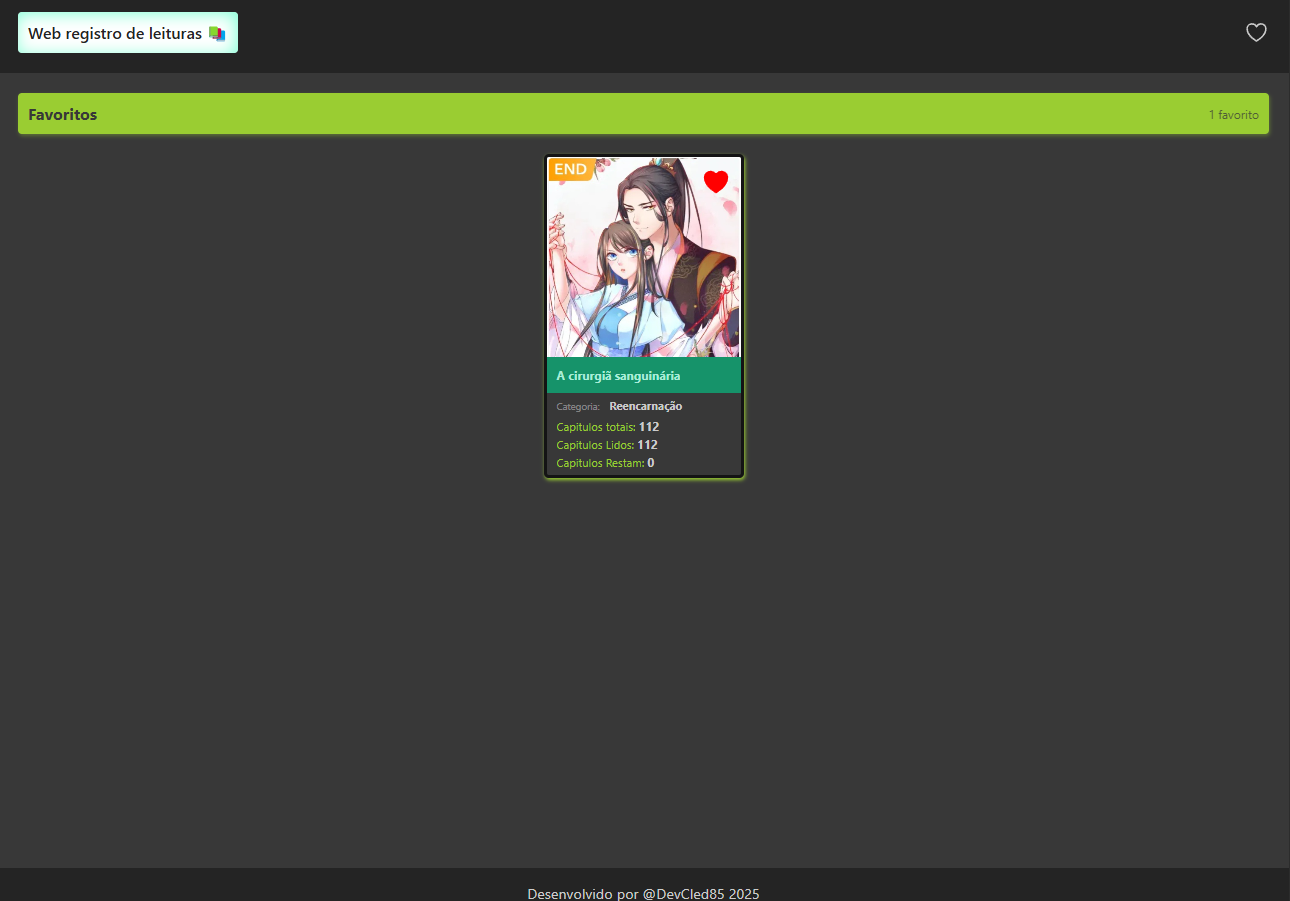 Web registro de leituras
Favoritos
1 favorito
END
A cirurgiã sanguinária
Categoria: Reencarnação
Capitulos totais: 112
Capitulos Lidos: 112
Capitulos Restam: 0
Desenvolvido por @DevCled85 2025